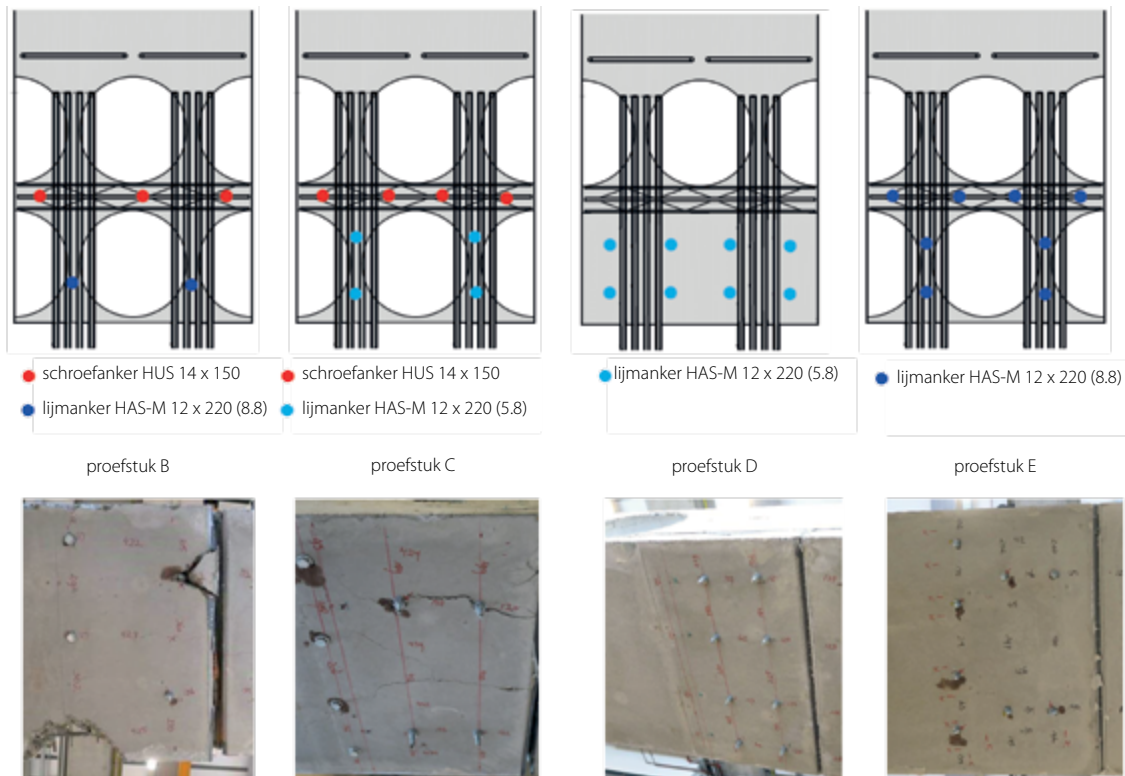 schroefanker HUS 14 x 150
lijmanker HAS-M 12 x 220 (8.8)
schroefanker HUS 14 x 150
lijmanker HAS-M 12 x 220 (5.8)
lijmanker HAS-M 12 x 220 (5.8)
lijmanker HAS-M 12 x 220 (8.8)
proefstuk B
proefstuk C
proefstuk D
proefstuk E